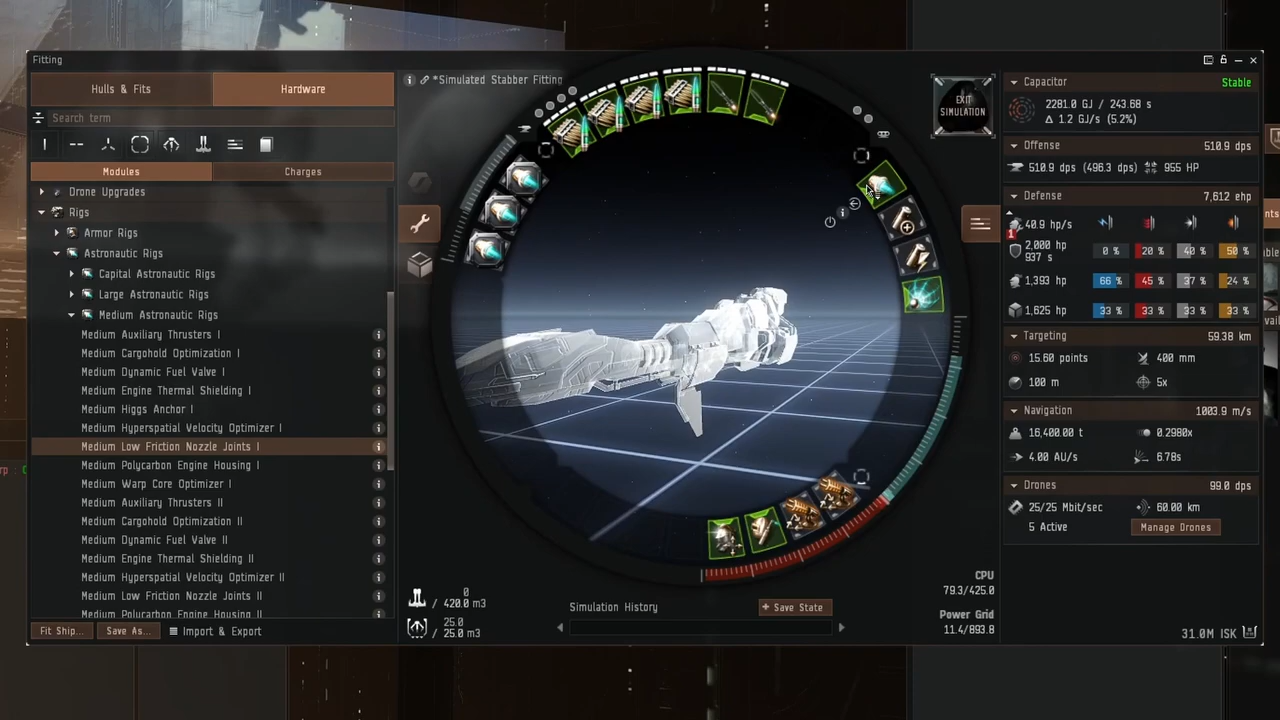 Fitting
Hulls & Fits
Hardware
Search term
Modules
Charges
Drone Upgrades
Rigs
Armor Rigs
Astronautic Rigs
Capital Astronautic Rigs
Large Astronautic Rigs
Medium Astronautic Rigs
Medium Auxiliary Thrusters I
Medium Cargohold Optimization I
Medium Dynamic Fuel Valve I
Medium Engine Thermal Shielding I
Medium Higgs Anchor I
Medium Hyperspatial Velocity Optimizer I
Medium Low Friction Nozzle Joints I
Medium Polycarbon Engine Housing I
Medium Warp Core Optimizer I
Medium Auxiliary Thrusters II
Medium Cargohold Optimization II
Medium Dynamic Fuel Valve II
Medium Engine Thermal Shielding II
Medium Hyperspatial Velocity Optimizer II
Medium Low Friction Nozzle Joints II
Medium Polycarbon Engine Housing II
Fit Ship...
Save As...
Import & Export
*Simulated Stabber Fitting
EXIT
SIMULATION
0
/ 420.0 m3
25.0
/ 25.0 m3
Simulation History
+ Save State
CPU
79.3/425.0
Power Grid
11.4/893.8
Capacitor
Stable
2281.0 GJ / 243.68 s
Δ 1.2 GJ/s (5.2%)
Offense
510.9 dps
510.9 dps (496.3 dps)
955 HP
Defense
7,612 ehp
40.9 hp/s
1
2,000 hp
937 s
0 %
20 %
40 %
50 %
1,393 hp
66 %
45 %
37 %
24 %
1,625 hp
33 %
33 %
33 %
33 %
Targeting
59.38 km
15.60 points
400 mm
100 m
5x
Navigation
1003.9 m/s
16,400.00 t
0.2980x
4.00 AU/s
6.78s
Drones
99.0 dps
25/25 Mbit/sec
60.00 km
5 Active
Manage Drones
31.0M ISK